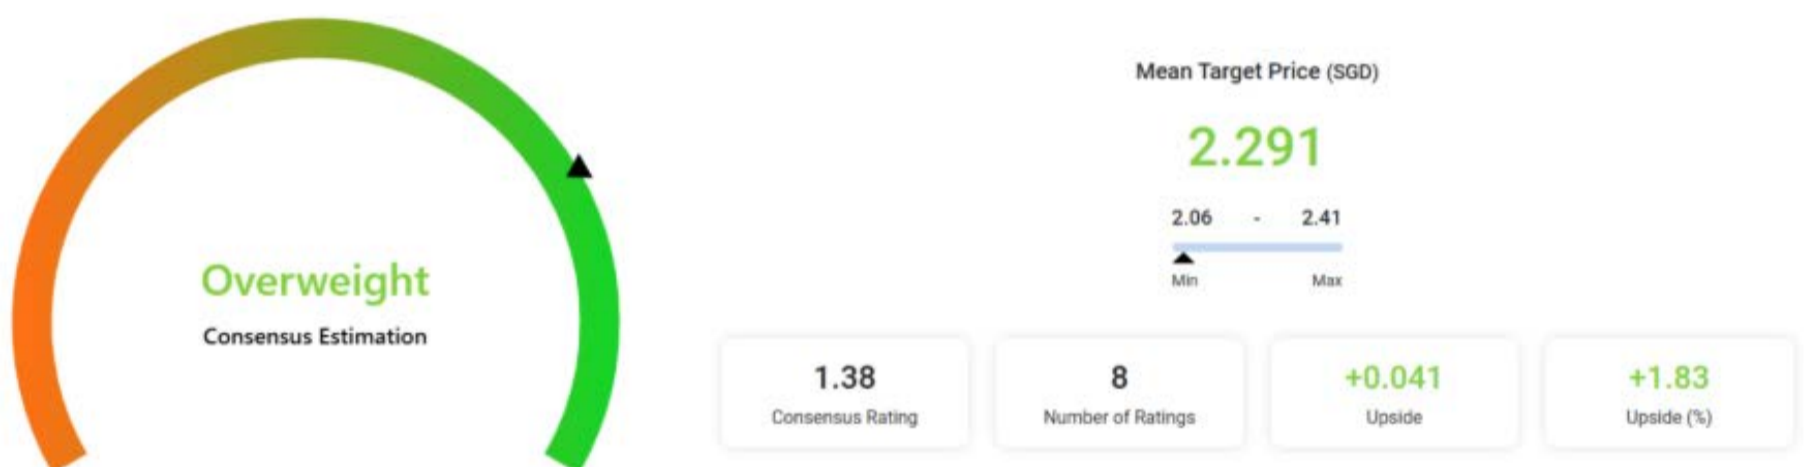 Overweight
Consensus Estimation
Mean Target Price (SGD)
2.291
2.06 - 2.41
Min Max
1.38
Consensus Rating
8
Number of Ratings
+0.041
Upside
+1.83
Upside (%)